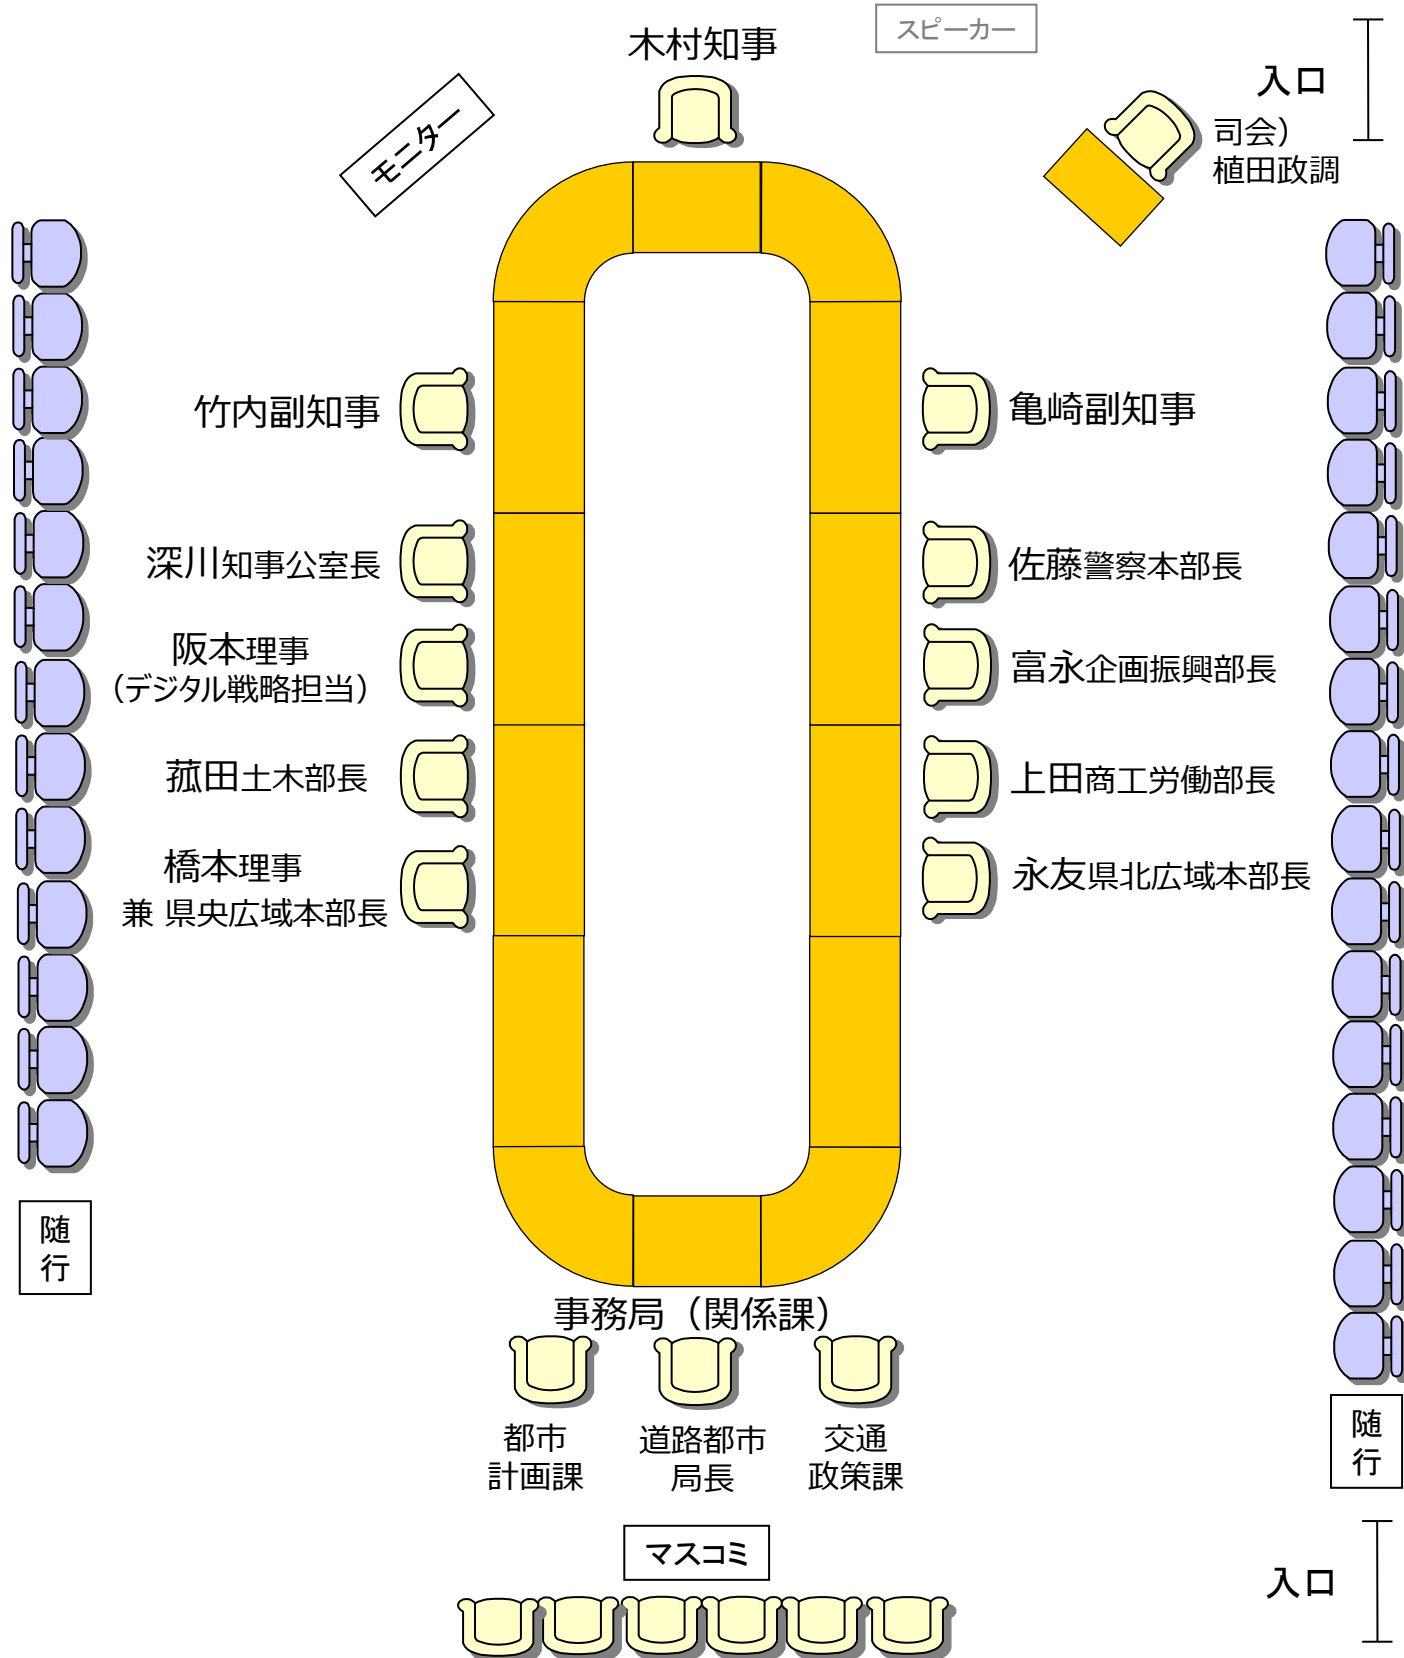 スピーカー
木村知事
入口
モニター
司会）
植田政調
竹内副知事
亀崎副知事
深川知事公室長
佐藤警察本部長
阪本理事
（デジタル戦略担当）
富永企画振興部長
菰田土木部長
上田商工労働部長
橋本理事
兼 県央広域本部長
永友県北広域本部長
随
行
事務局（関係課）
都市
計画課
道路都市
局長
交通
政策課
随
行
マスコミ
入口